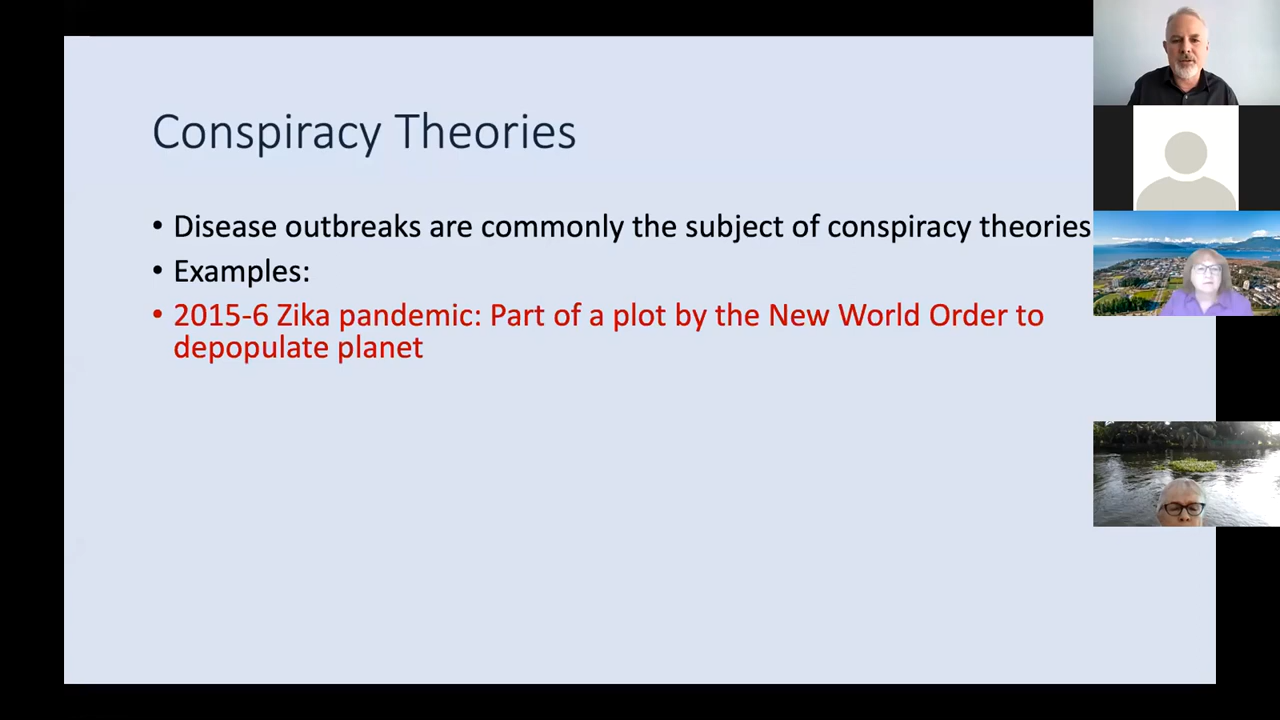 Conspiracy Theories
• Disease outbreaks are commonly the subject of conspiracy theories
• Examples:
• 2015-6 Zika pandemic: Part of a plot by the New World Order to
depopulate planet